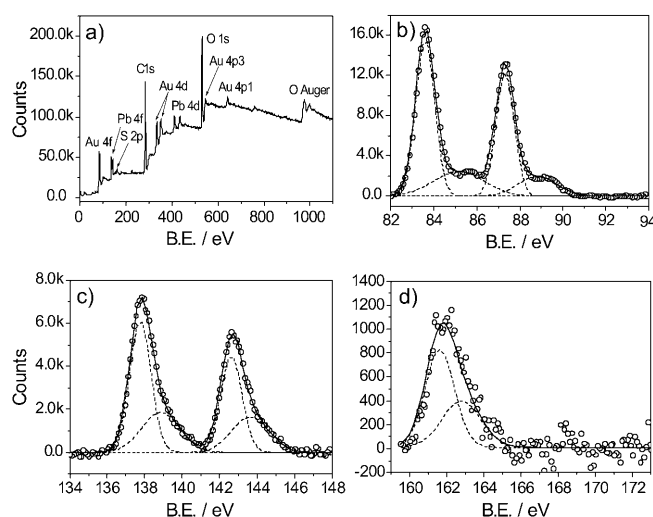 a)
200.0k
150.0k
100.0k
50.0k
0.0
Counts
0 200 400 600 800 1000
B.E. / eV
O 1s
C1s
Au 4d
Au 4p3
Au 4p1
O Auger
Pb 4f
Pb 4d
S 2p
Au 4f
b)
16.0k
12.0k
8.0k
4.0k
0.0
82 84 86 88 90 92 94
B.E. / eV
c)
8.0k
6.0k
4.0k
2.0k
0.0
Counts
134 136 138 140 142 144 146 148
B.E. / eV
d)
1400
1200
1000
800
600
400
200
0
-200
160 162 164 166 167 170 172
B.E. / eV